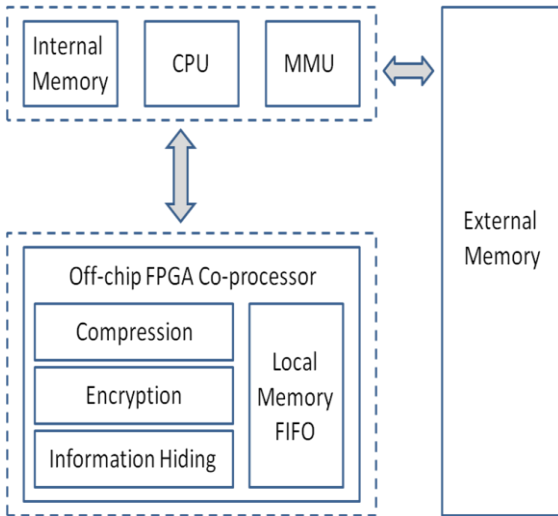 Internal
Memory
CPU
MMU
External
Memory
Off-chip FPGA Co-processor
Compression
Encryption
Information Hiding
Local
Memory
FIFO